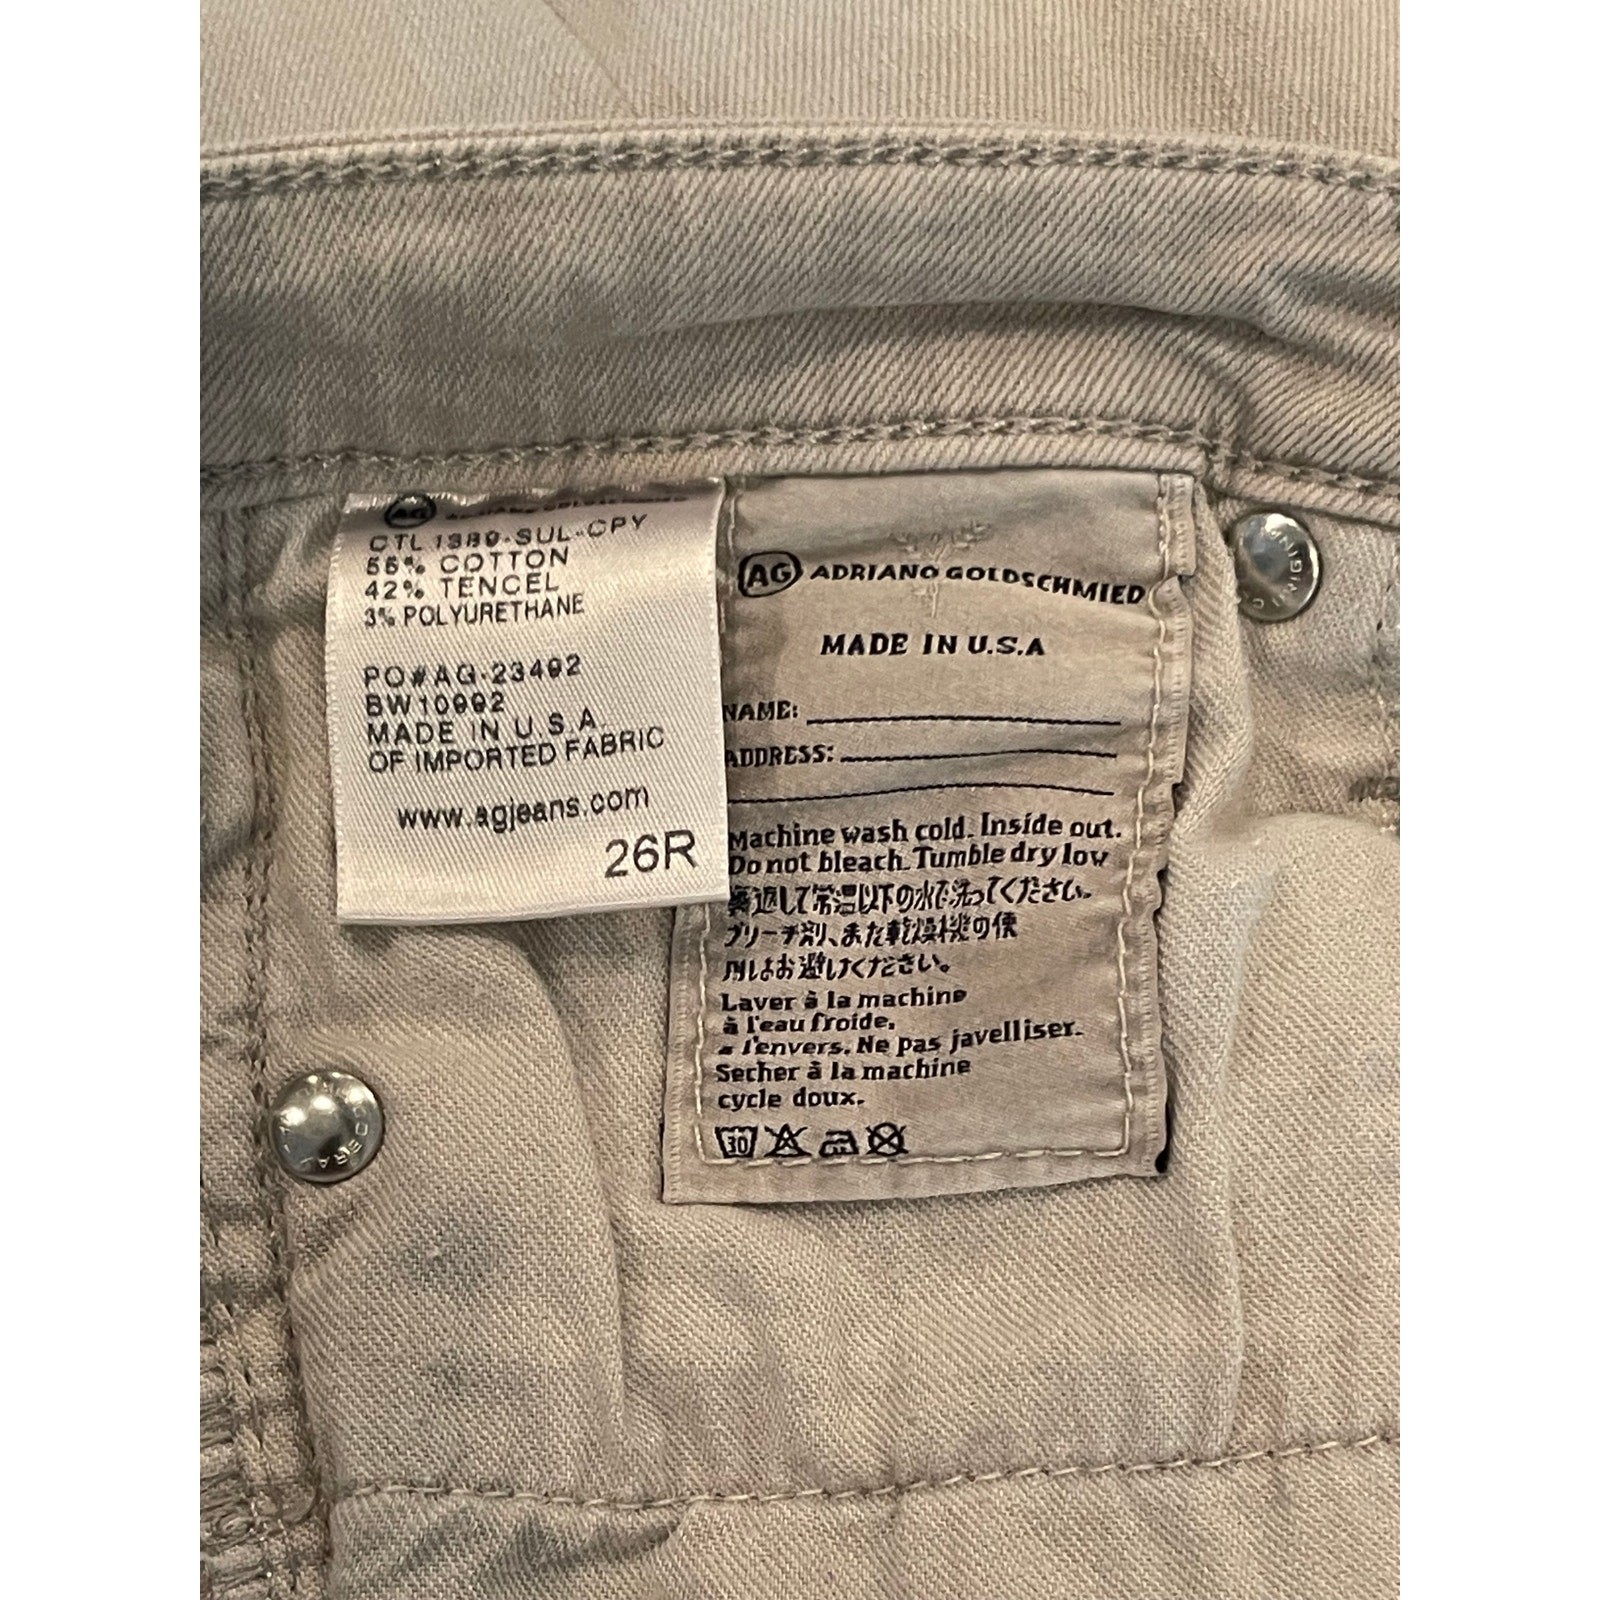 AG ADRIANO GOLDSCHMIED
CTL 1389-SUL-CPY
55% COTTON
42% TENCEL
3% POLYURETHANE
PO#AG-23492
BW10992
MADE IN U.S.A.
OF IMPORTED FABRIC
www.agjeans.com
26R
AG ADRIANO GOLDSCHMIED
MADE IN U.S.A
NAME:
ADDRESS:
Machine wash cold. Inside out.
Do not bleach. Tumble dry low
裏返して常温以下の水で洗ってください。
ブリーチ剤、また乾燥機の使
用はお避けください。
Laver à la machine
à l'eau froide.
à l'envers. Ne pas javelliser.
Secher à la machine
cycle doux.
30